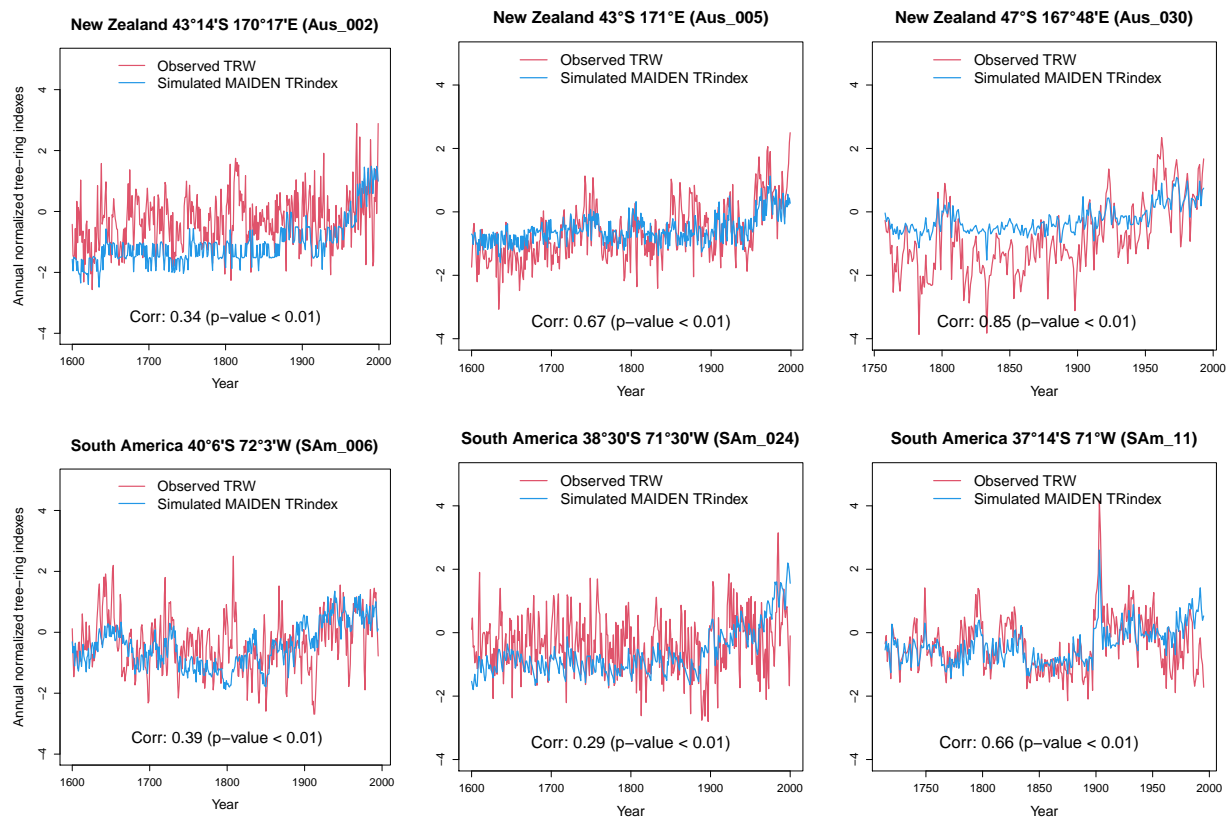 New Zealand 43°14'S 170°17'E (Aus_002)
Observed TRW
Simulated MAIDEN TRindex
Annual normalized tree−ring indexes
4
2
0
−2
−4
Corr: 0.34 (p−value < 0.01)
1600 1700 1800 1900 2000
Year
New Zealand 43°S 171°E (Aus_005)
Observed TRW
Simulated MAIDEN TRindex
4
2
0
−2
−4
Corr: 0.67 (p−value < 0.01)
1600 1700 1800 1900 2000
Year
New Zealand 47°S 167°48'E (Aus_030)
Observed TRW
Simulated MAIDEN TRindex
4
2
0
−2
−4
Corr: 0.85 (p−value < 0.01)
1750 1800 1850 1900 1950 2000
Year
South America 40°6'S 72°3'W (SAm_006)
Observed TRW
Simulated MAIDEN TRindex
Annual normalized tree−ring indexes
4
2
0
−2
−4
Corr: 0.39 (p−value < 0.01)
1600 1700 1800 1900 2000
Year
South America 38°30'S 71°30'W (SAm_024)
Observed TRW
Simulated MAIDEN TRindex
4
2
0
−2
−4
Corr: 0.29 (p−value < 0.01)
1600 1700 1800 1900 2000
Year
South America 37°14'S 71°W (SAm_11)
Observed TRW
Simulated MAIDEN TRindex
4
2
0
−2
−4
Corr: 0.66 (p−value < 0.01)
1750 1800 1850 1900 1950 2000
Year